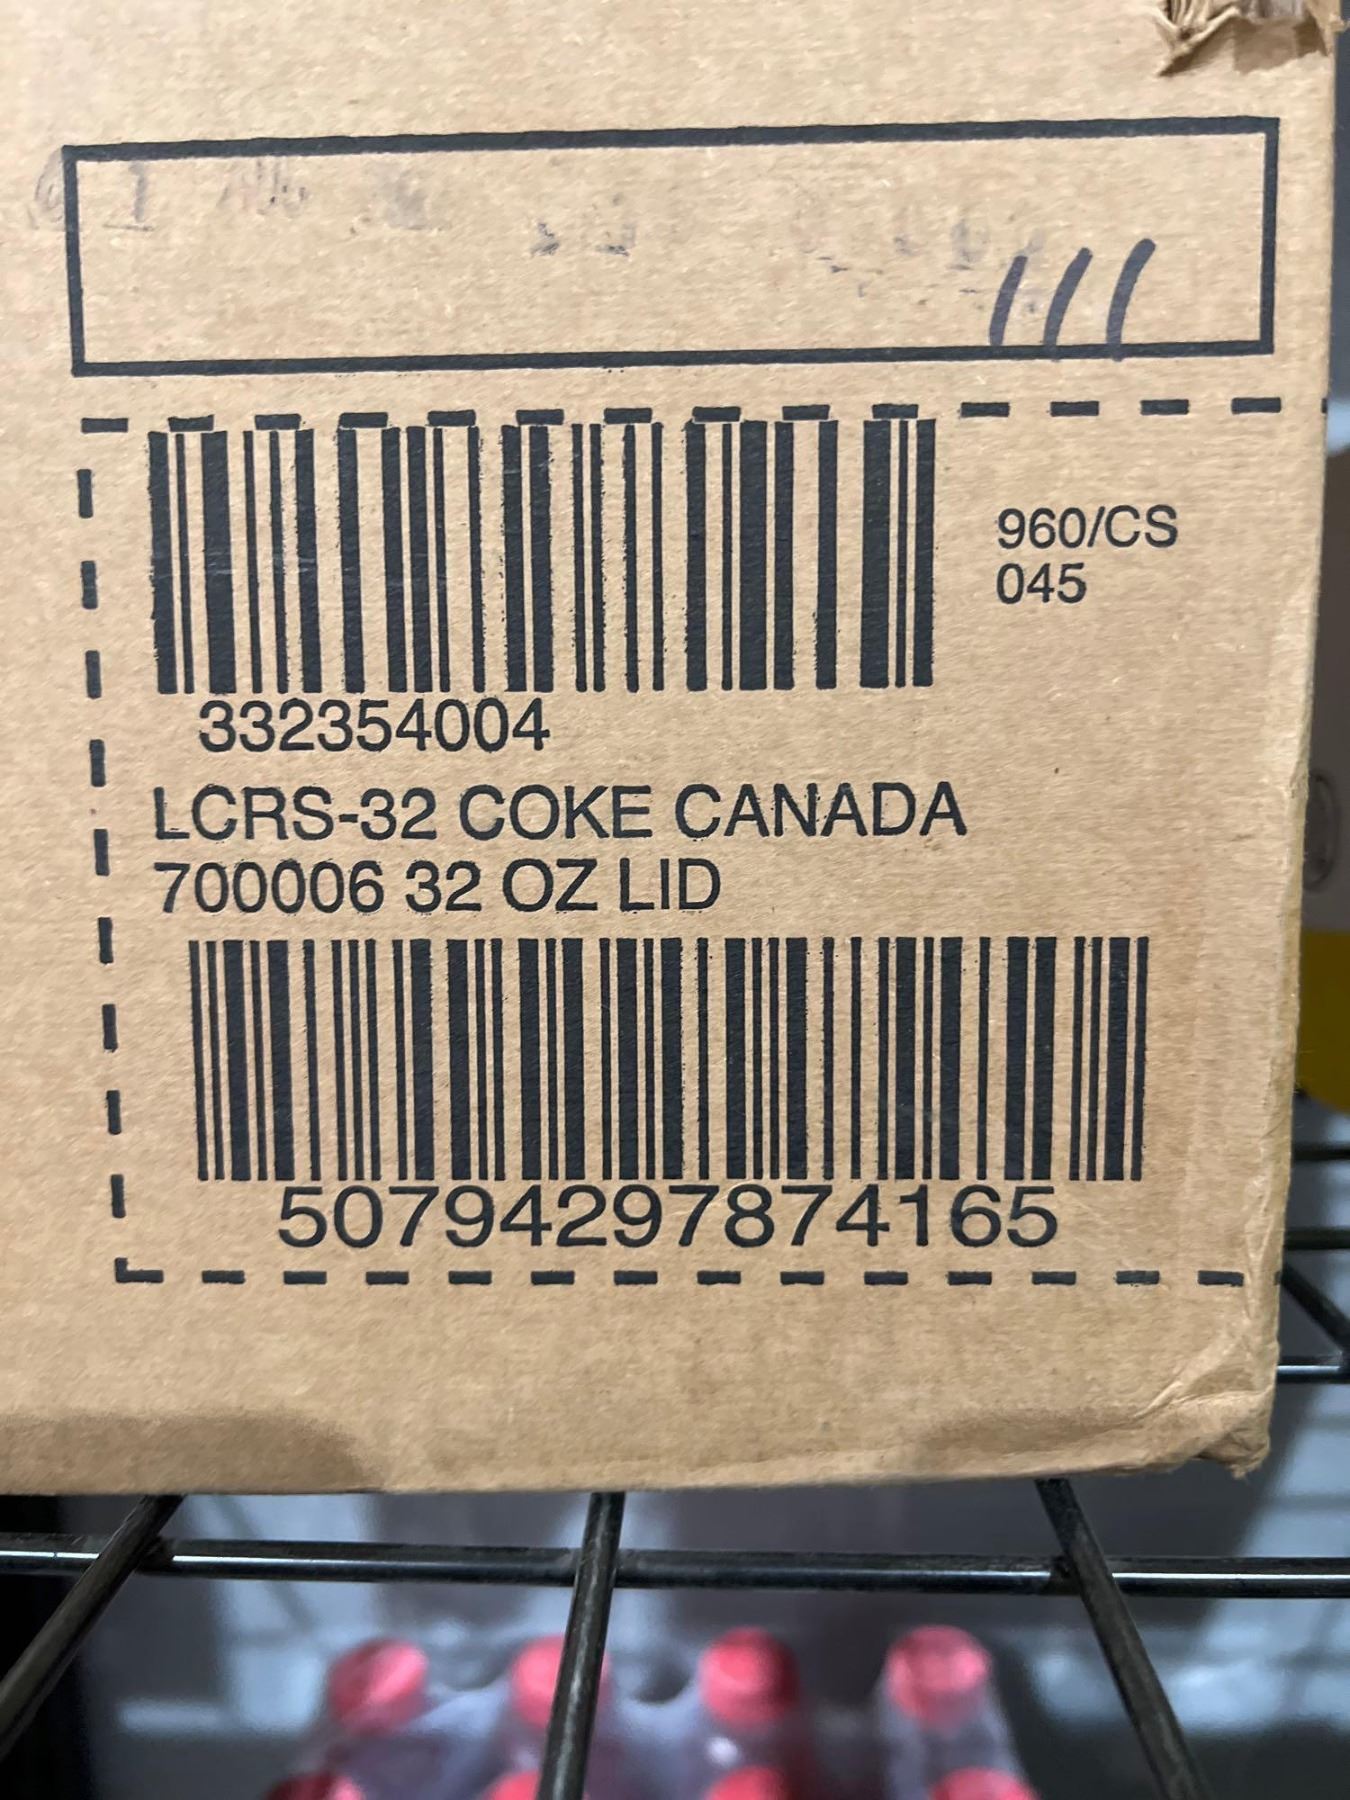 960/CS
045
332354004
LCRS-32 COKE CANADA
700006 32 OZ LID
50794297874165